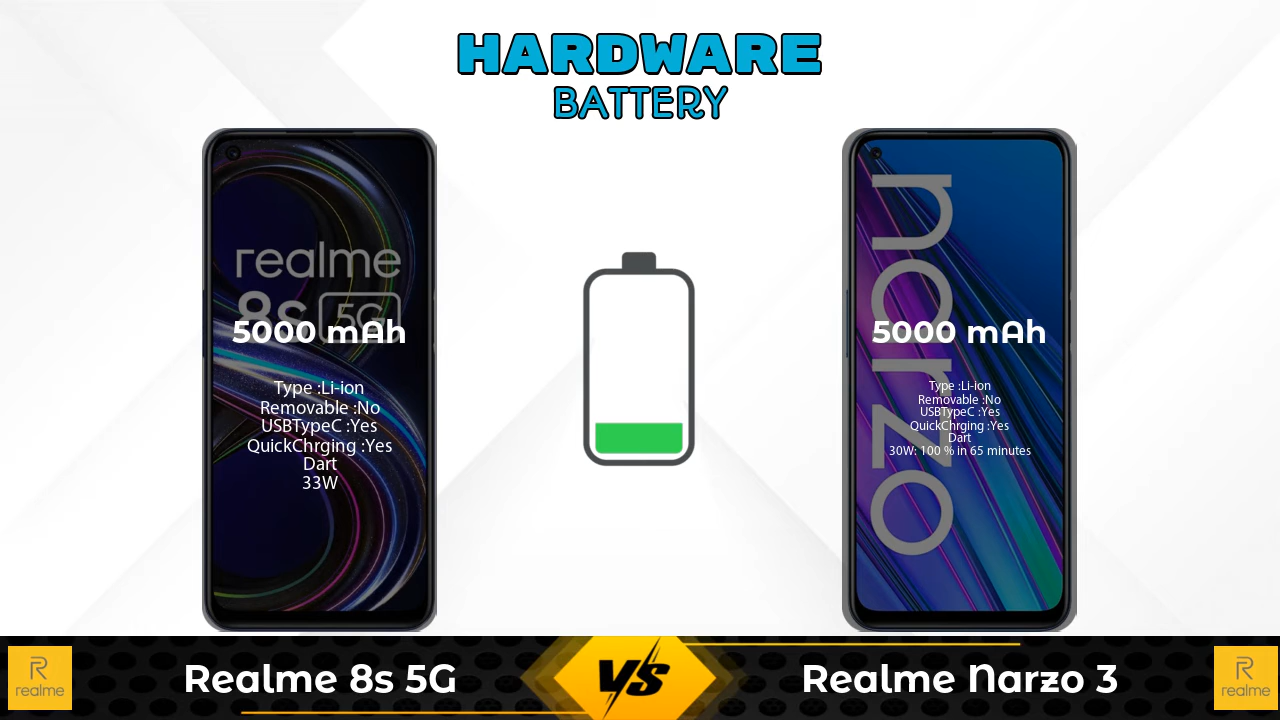 HARDWARE
BATTERY
realme
8s 5G
5000 mAh
Type :Li-ion
Removable :No
USBTypeC :Yes
QuickChrging :Yes
Dart
33W
narzo
5000 mAh
Type :Li-ion
Removable :No
USBTypeC :Yes
QuickChrging :Yes
Dart
30W: 100 % in 65 minutes
R
realme
Realme 8s 5G
VS
Realme Narzo 3
R
realme